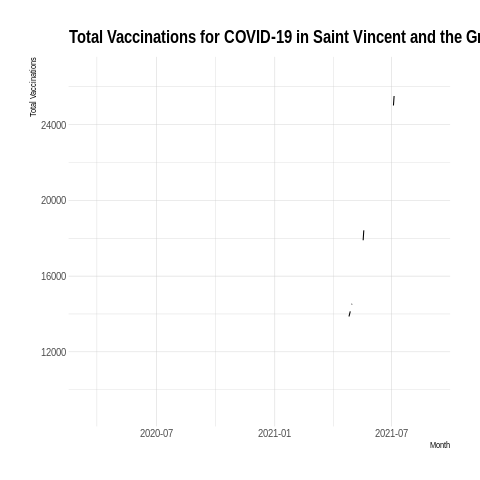 Total Vaccinations for COVID-19 in Saint Vincent and the Gr
Total Vaccinations
24000
20000
16000
12000
2020-07 2021-01 2021-07
Month